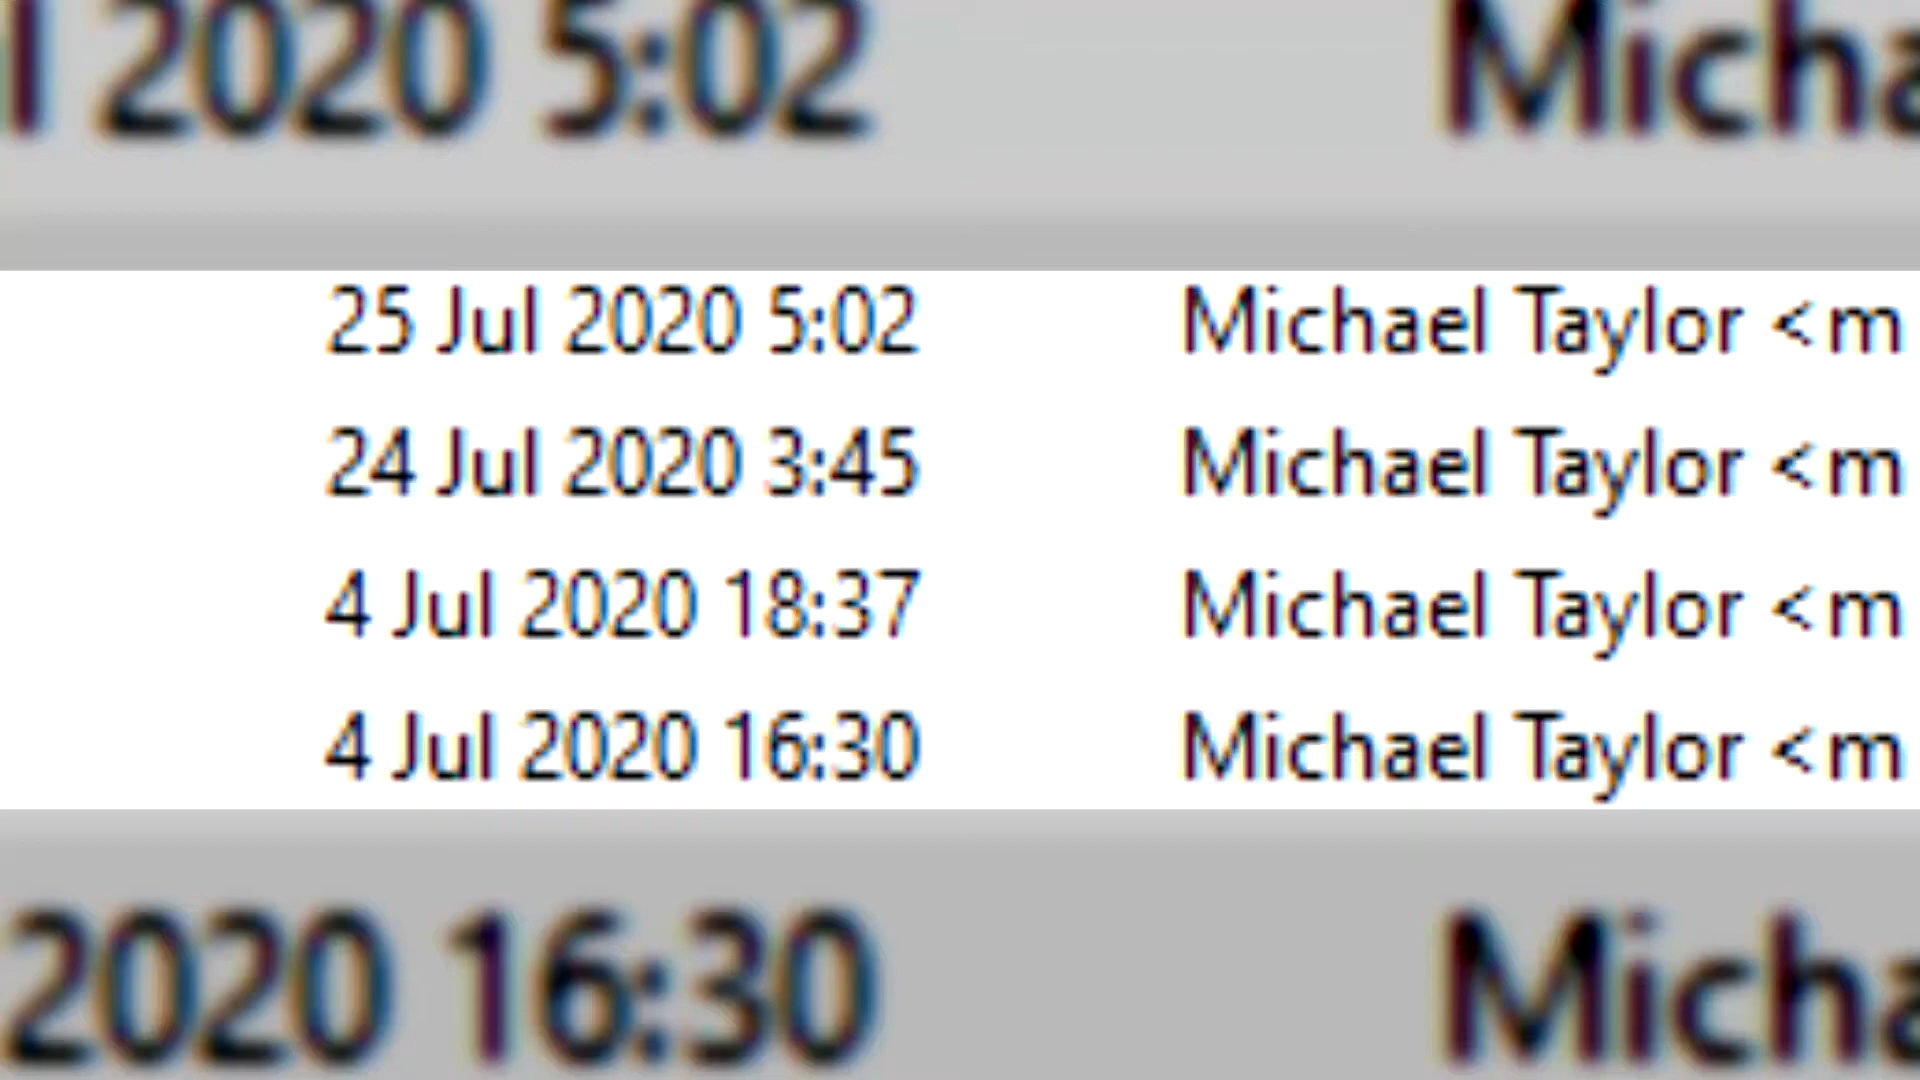 l 2020 5:02 Micha
25 Jul 2020 5:02 Michael Taylor <m
24 Jul 2020 3:45 Michael Taylor <m
4 Jul 2020 18:37 Michael Taylor <m
4 Jul 2020 16:30 Michael Taylor <m
2020 16:30 Micha